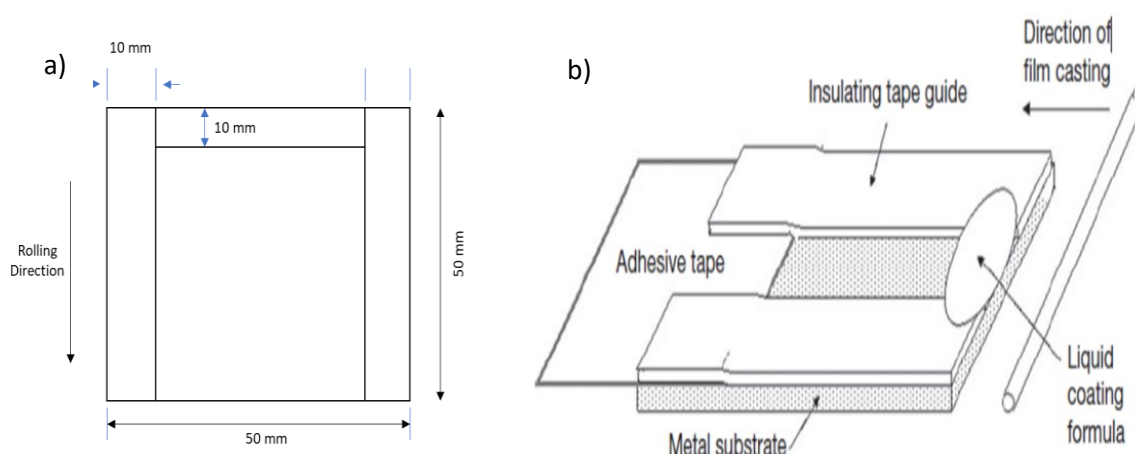 a)
10 mm
10 mm
Rolling
Direction
50 mm
50 mm
b)
Direction of
film casting
Insulating tape guide
Adhesive tape
Liquid
coating
formula
Metal substrate